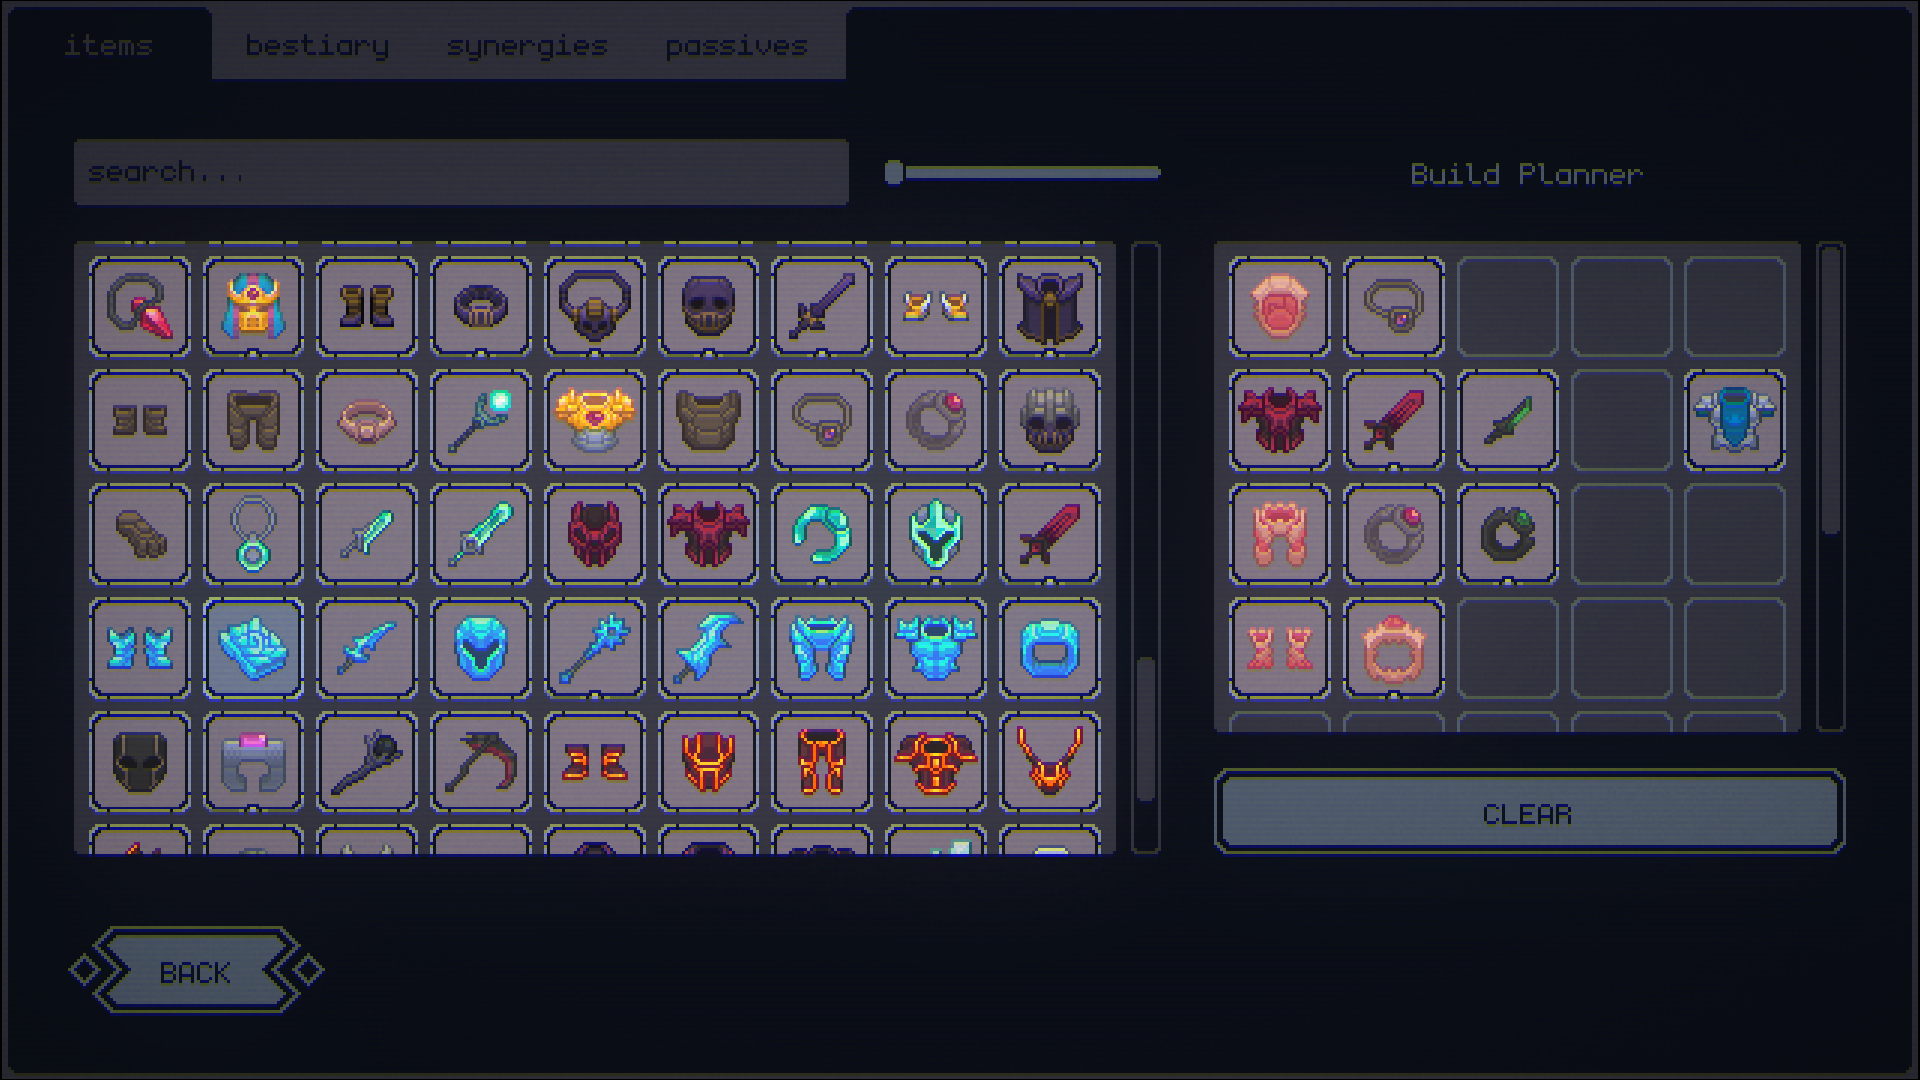 items bestiary synergies passives
search...
Build Planner
CLEAR
BACK